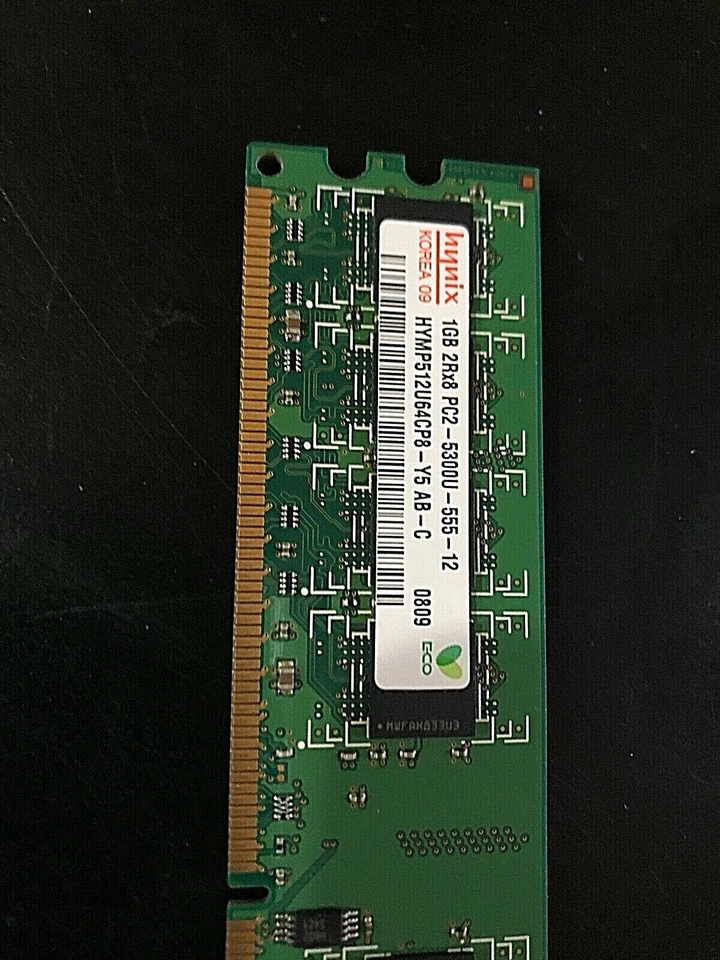 hynix
KOREA 09
1GB 2Rx8 PC2-5300U-555-12
HYMP512U64CP8-Y5 AB-C 0809
ECO